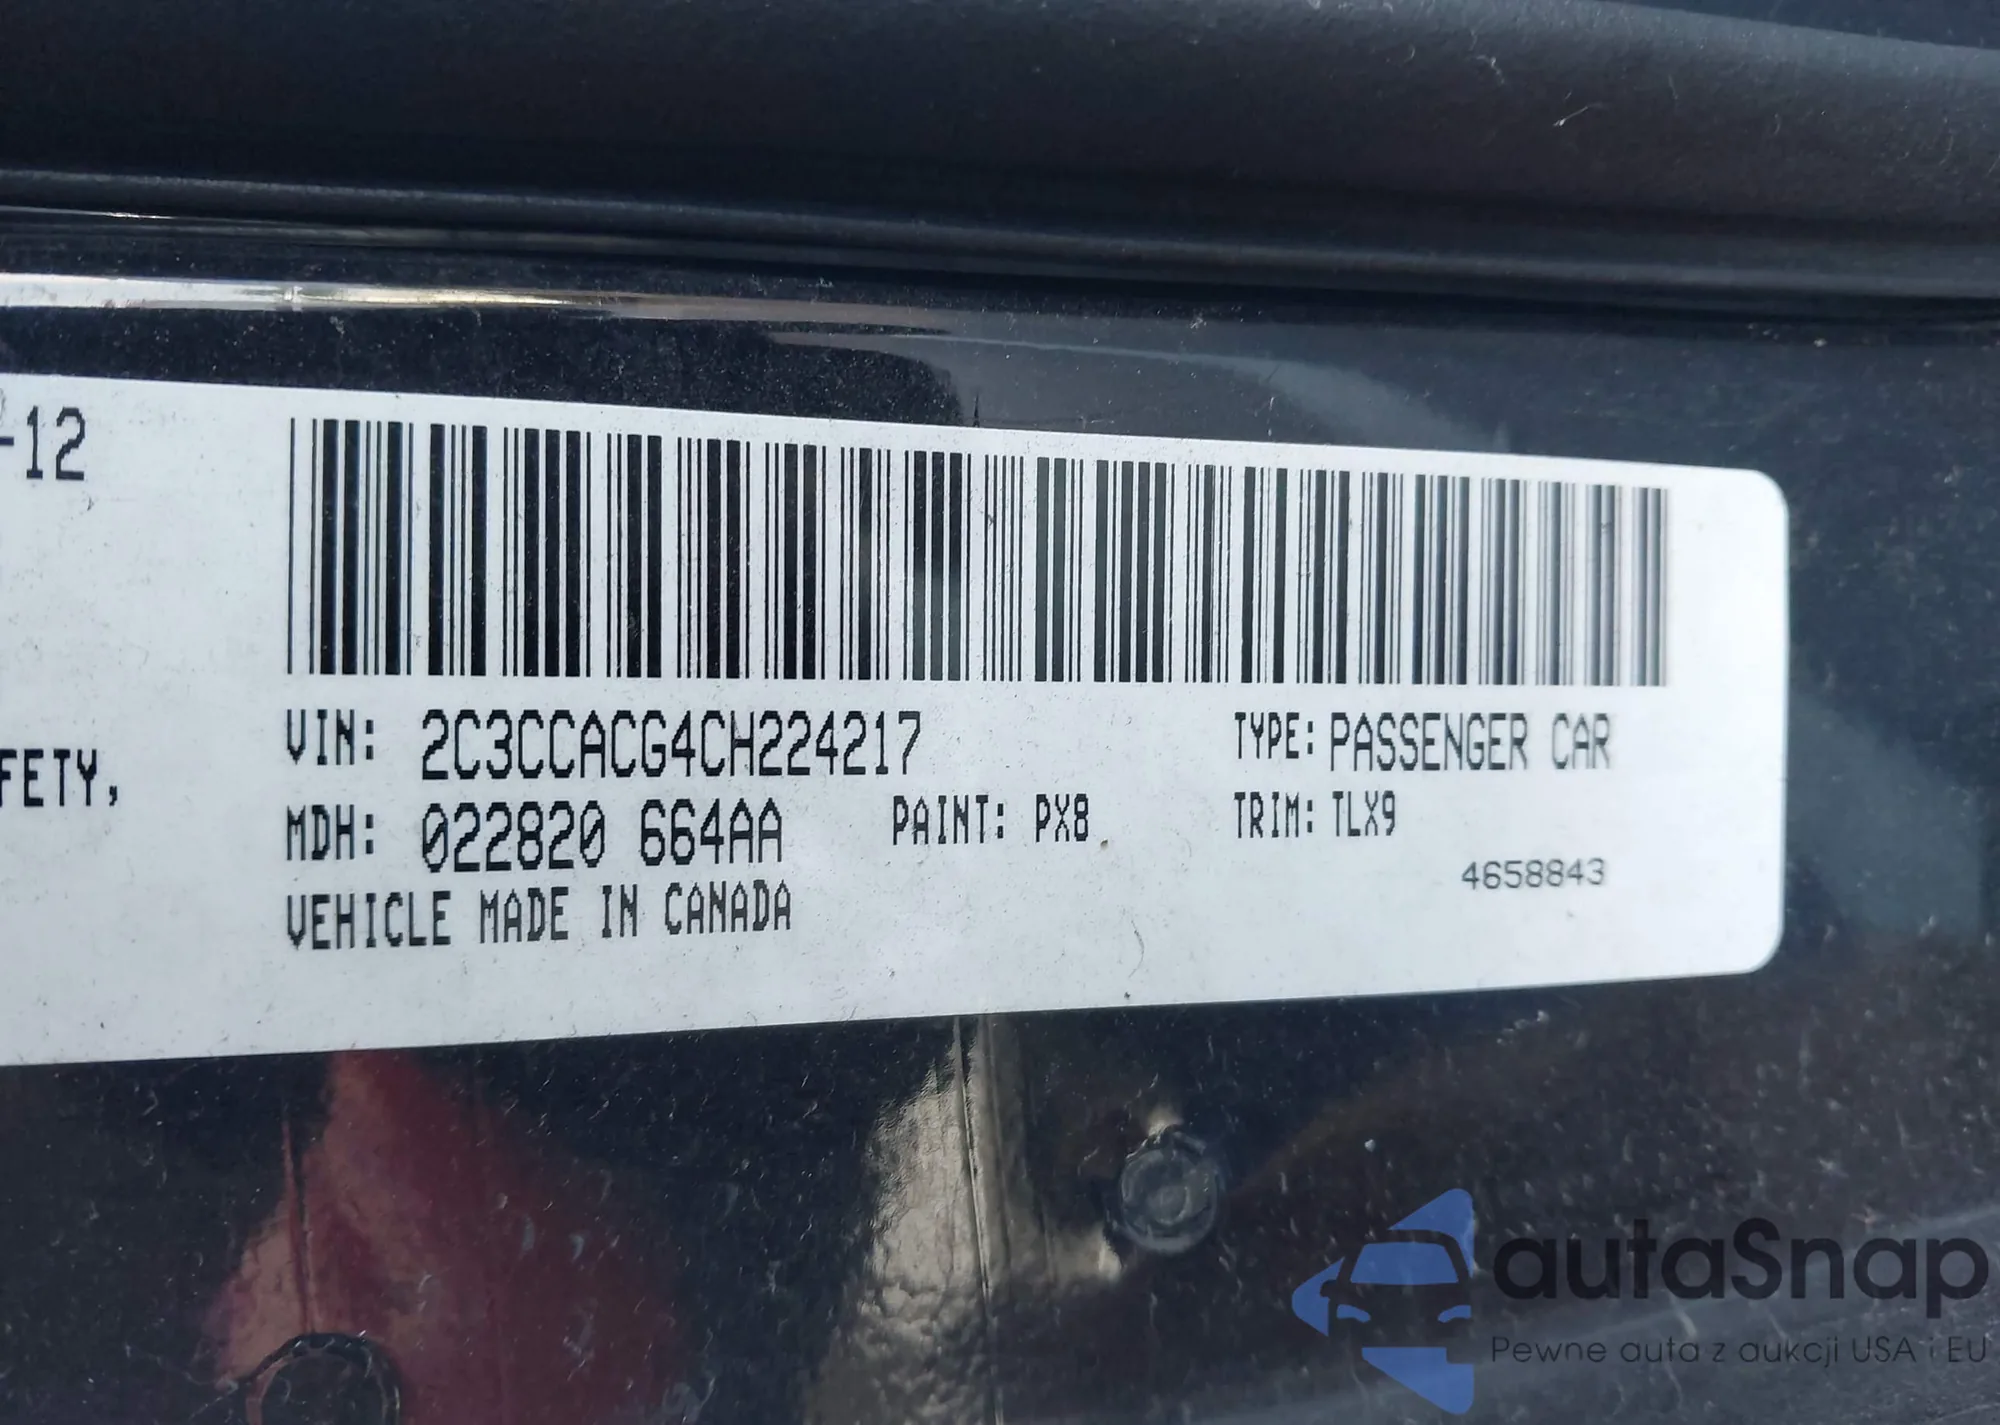 -12
FETY,
VIN: 2C3CCACG4CH224217
TYPE: PASSENGER CAR
MDH: 022820 664AA
PAINT: PX8
TRIM: TLX9
4658843
VEHICLE MADE IN CANADA
autaSnap
Pewne auta z aukcji USA i EU